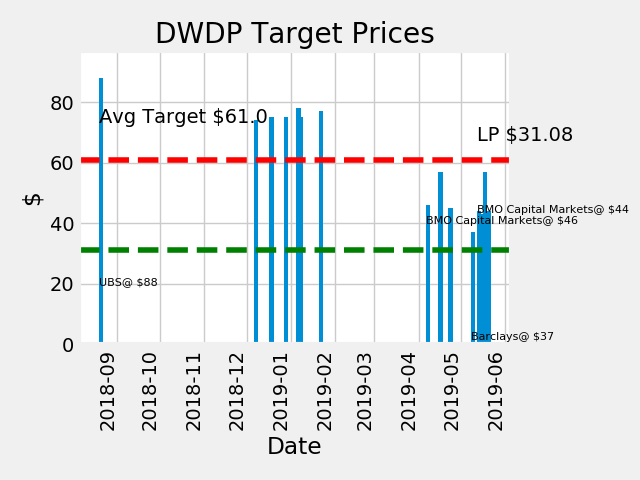 DWDP Target Prices
80
60
40
20
0
$
Avg Target $61.0
LP $31.08
BMO Capital Markets@ $44
BMO Capital Markets@ $46
UBS@ $88
Barclays@ $37
2018-09
2018-10
2018-11
2018-12
2019-01
2019-02
2019-03
2019-04
2019-05
2019-06
Date